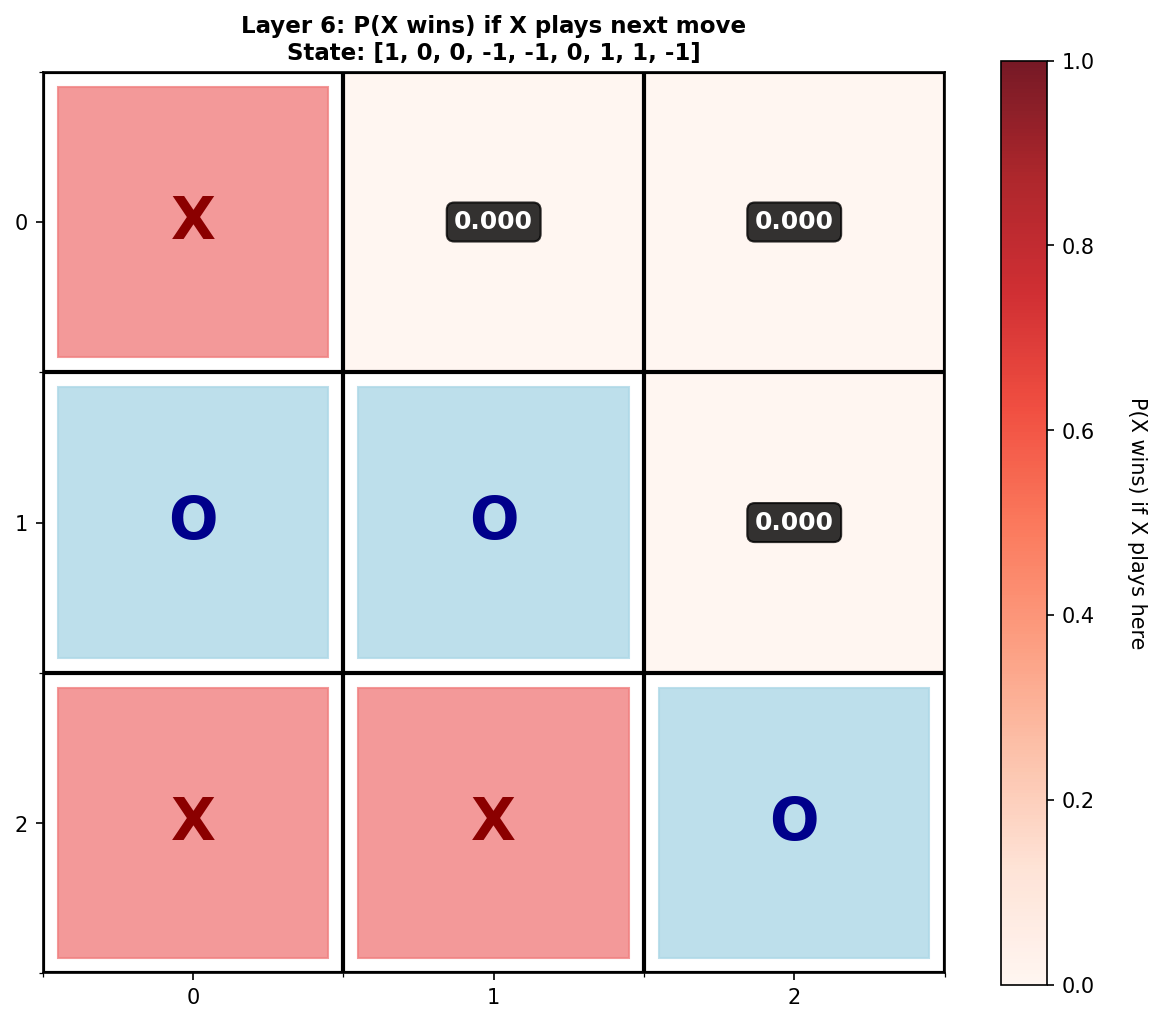 Layer 6: P(X wins) if X plays next move
State: [1, 0, 0, -1, -1, 0, 1, 1, -1]
1.0
0.8
0.6
0.4
0.2
0.0
P(X wins) if X plays here
0
X
0.000
0.000
1
O
O
0.000
2
X
X
O
0
1
2